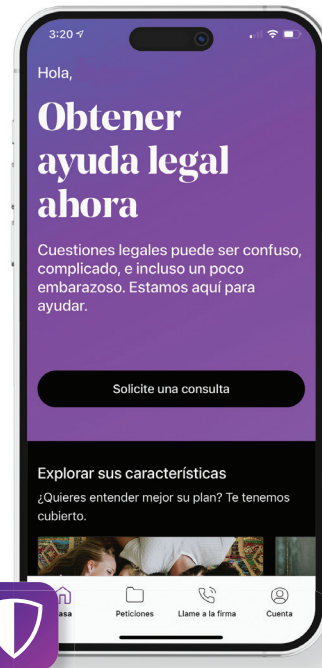 3:20
Hola,
Obtener
ayuda legal
ahora
Cuestiones legales puede ser confuso,
complicado, e incluso un poco
embarazoso. Estamos aquí para
ayudar.
Solicite una consulta
Explorar sus características
¿Quieres entender mejor su plan? Te tenemos
cubierto.
asa Peticiones Llame a la firma Cuenta